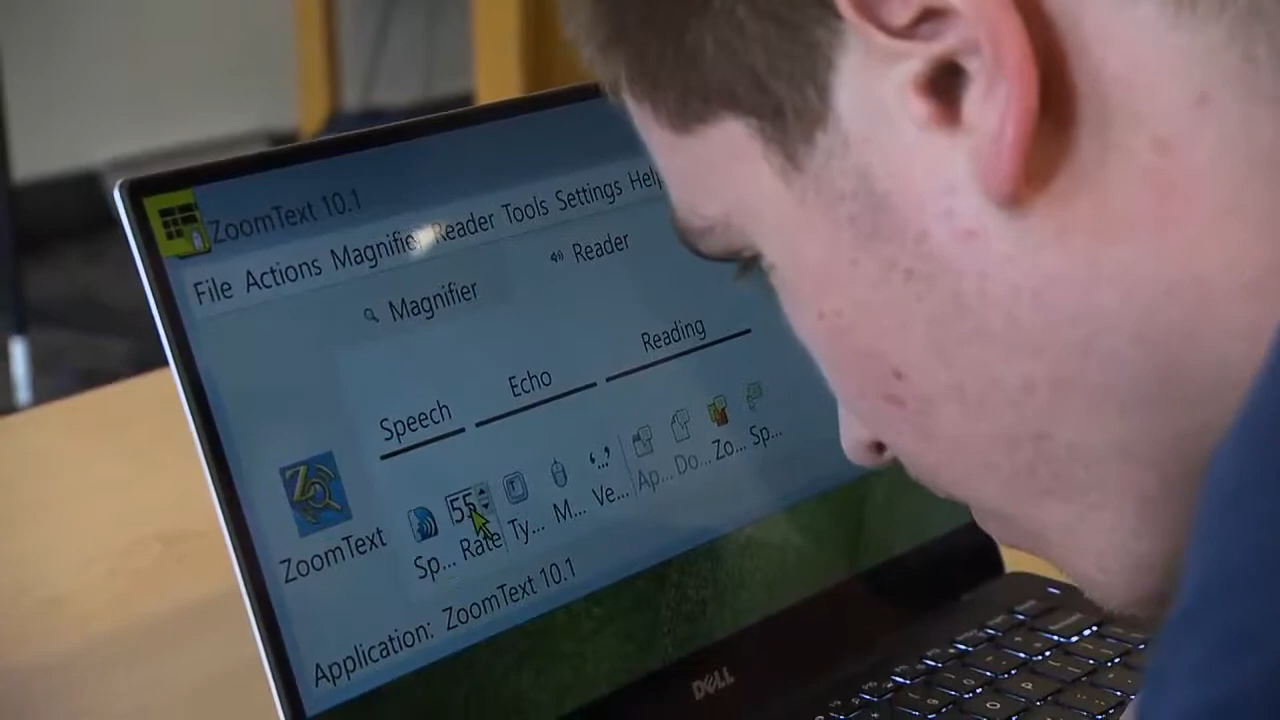 ZoomText 10.1
File Actions Magnifier Reader Tools Settings Help
Magnifier Reader
Speech Echo Reading
55
ZoomText Sp... Rate Ty... M... Ve... Ap... Do... Zo... Sp...
Application: ZoomText 10.1
DELL